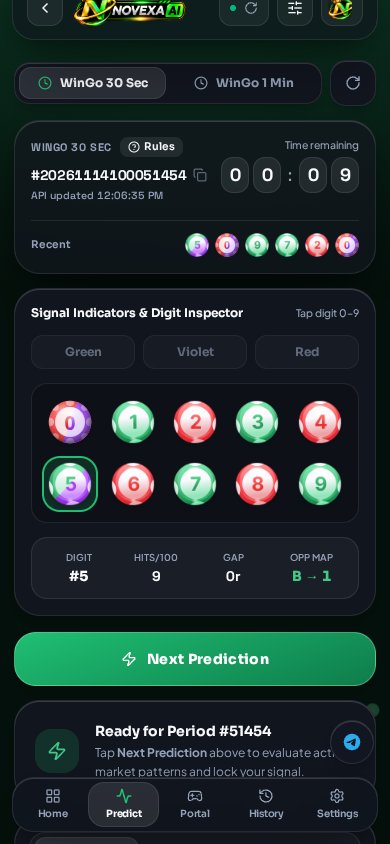 NOVEXA AI
WinGo 30 Sec
WinGo 1 Min
WINGO 30 SEC
Rules
Time remaining
#20261114100051454
0 0 : 0 9
API updated 12:06:35 PM
Recent
5 0 9 7 2 0
Signal Indicators & Digit Inspector
Tap digit 0–9
Green
Violet
Red
0 1 2 3 4
5 6 7 8 9
DIGIT
HITS/100
GAP
OPP MAP
#5
9
0r
B → 1
Next Prediction
Ready for Period #51454
Tap Next Prediction above to evaluate
market patterns and lock your signal.
Home
Predict
Portal
History
Settings